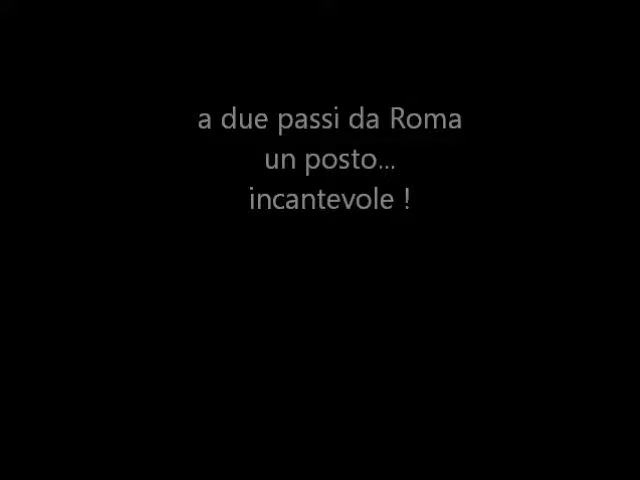 a due passi da Roma
un posto...
incantevole !